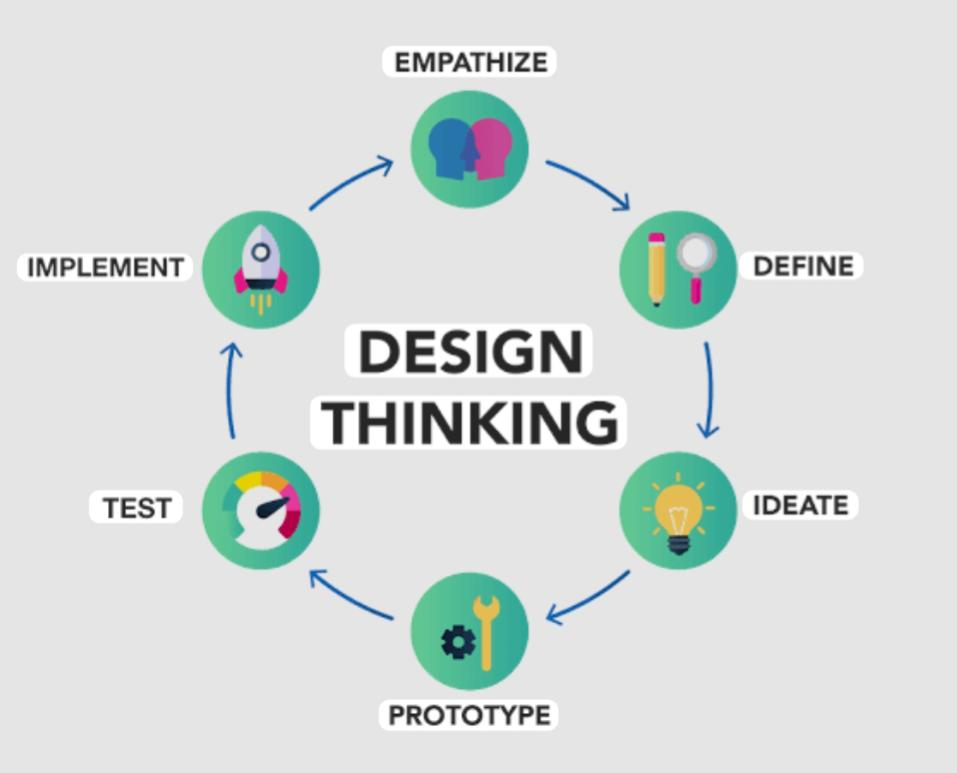 EMPATHIZE
IMPLEMENT
DEFINE
DESIGN
THINKING
TEST
IDEATE
PROTOTYPE